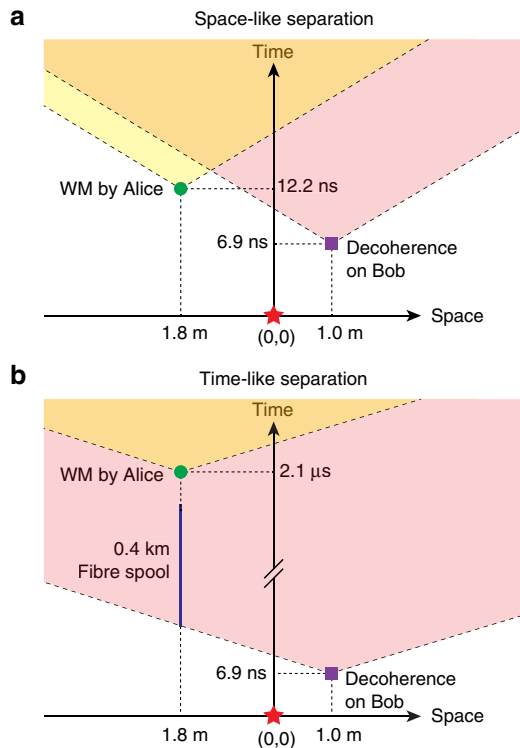 a
Space-like separation
Time
WM by Alice
12.2 ns
6.9 ns
Decoherence
on Bob
Space
1.8 m
(0,0)
1.0 m
b
Time-like separation
Time
WM by Alice
2.1 μs
0.4 km
Fibre spool
6.9 ns
Decoherence
on Bob
Space
1.8 m
(0,0)
1.0 m